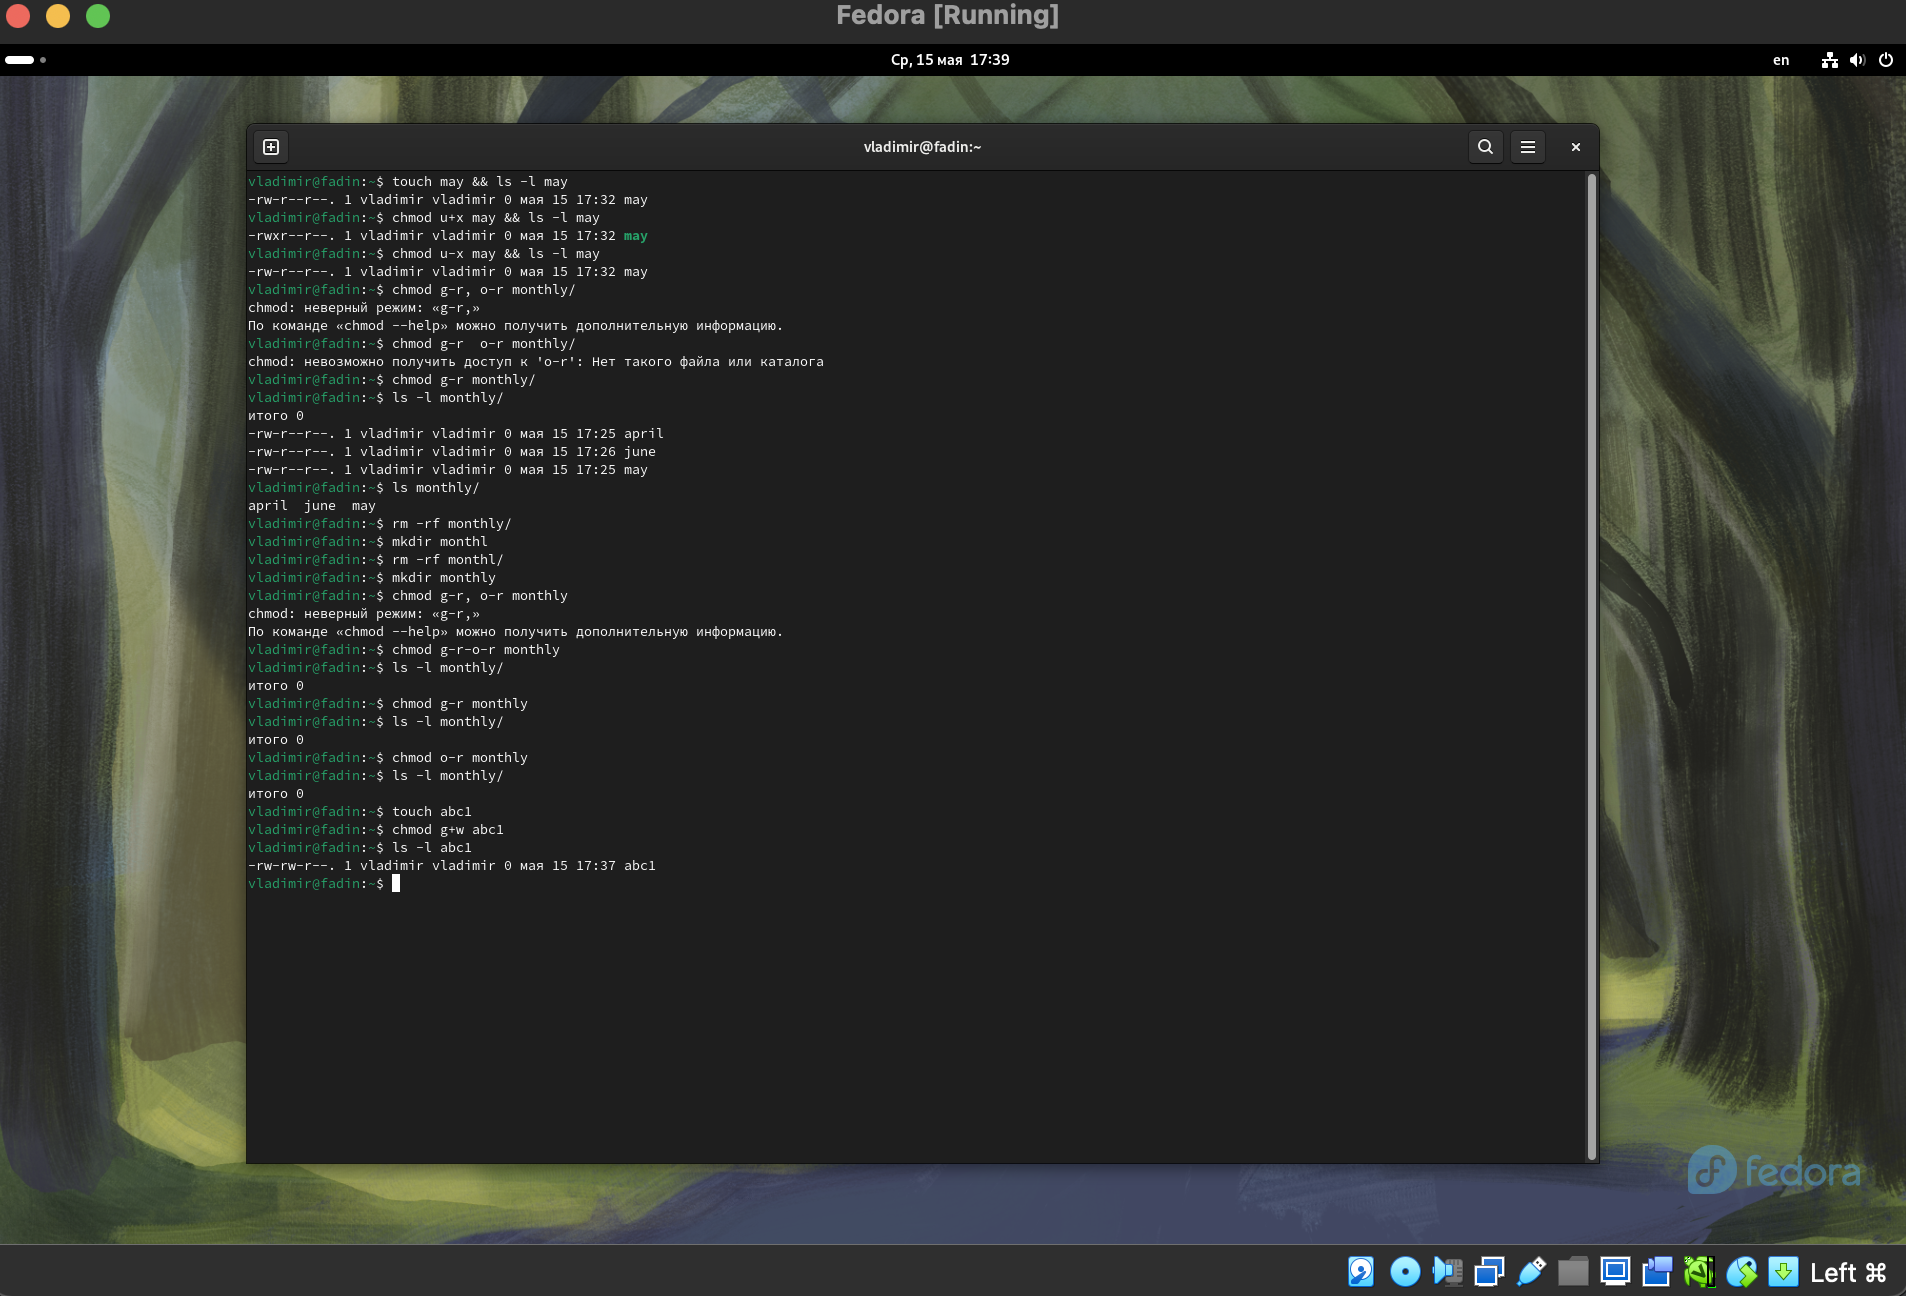 Fedora [Running]
Ср, 15 мая 17:39
en
vladimir@fadin:~
vladimir@fadin:~$ touch may && ls -l may
-rw-r--r--. 1 vladimir vladimir 0 мая 15 17:32 may
vladimir@fadin:~$ chmod u+x may && ls -l may
-rwxr--r--. 1 vladimir vladimir 0 мая 15 17:32 may
vladimir@fadin:~$ chmod u-x may && ls -l may
-rw-r--r--. 1 vladimir vladimir 0 мая 15 17:32 may
vladimir@fadin:~$ chmod g-r, o-r monthly/
chmod: неверный режим: «g-r,»
По команде «chmod --help» можно получить дополнительную информацию.
vladimir@fadin:~$ chmod g-r  o-r monthly/
chmod: невозможно получить доступ к 'o-r': Нет такого файла или каталога
vladimir@fadin:~$ chmod g-r monthly/
vladimir@fadin:~$ ls -l monthly/
итого 0
-rw-r--r--. 1 vladimir vladimir 0 мая 15 17:25 april
-rw-r--r--. 1 vladimir vladimir 0 мая 15 17:26 june
-rw-r--r--. 1 vladimir vladimir 0 мая 15 17:25 may
vladimir@fadin:~$ ls monthly/
april  june  may
vladimir@fadin:~$ rm -rf monthly/
vladimir@fadin:~$ mkdir monthl
vladimir@fadin:~$ rm -rf monthl/
vladimir@fadin:~$ mkdir monthly
vladimir@fadin:~$ chmod g-r, o-r monthly
chmod: неверный режим: «g-r,»
По команде «chmod --help» можно получить дополнительную информацию.
vladimir@fadin:~$ chmod g-r-o-r monthly
vladimir@fadin:~$ ls -l monthly/
итого 0
vladimir@fadin:~$ chmod g-r monthly
vladimir@fadin:~$ ls -l monthly/
итого 0
vladimir@fadin:~$ chmod o-r monthly
vladimir@fadin:~$ ls -l monthly/
итого 0
vladimir@fadin:~$ touch abc1
vladimir@fadin:~$ chmod g+w abc1
vladimir@fadin:~$ ls -l abc1
-rw-rw-r--. 1 vladimir vladimir 0 мая 15 17:37 abc1
vladimir@fadin:~$
fedora
Left ⌘